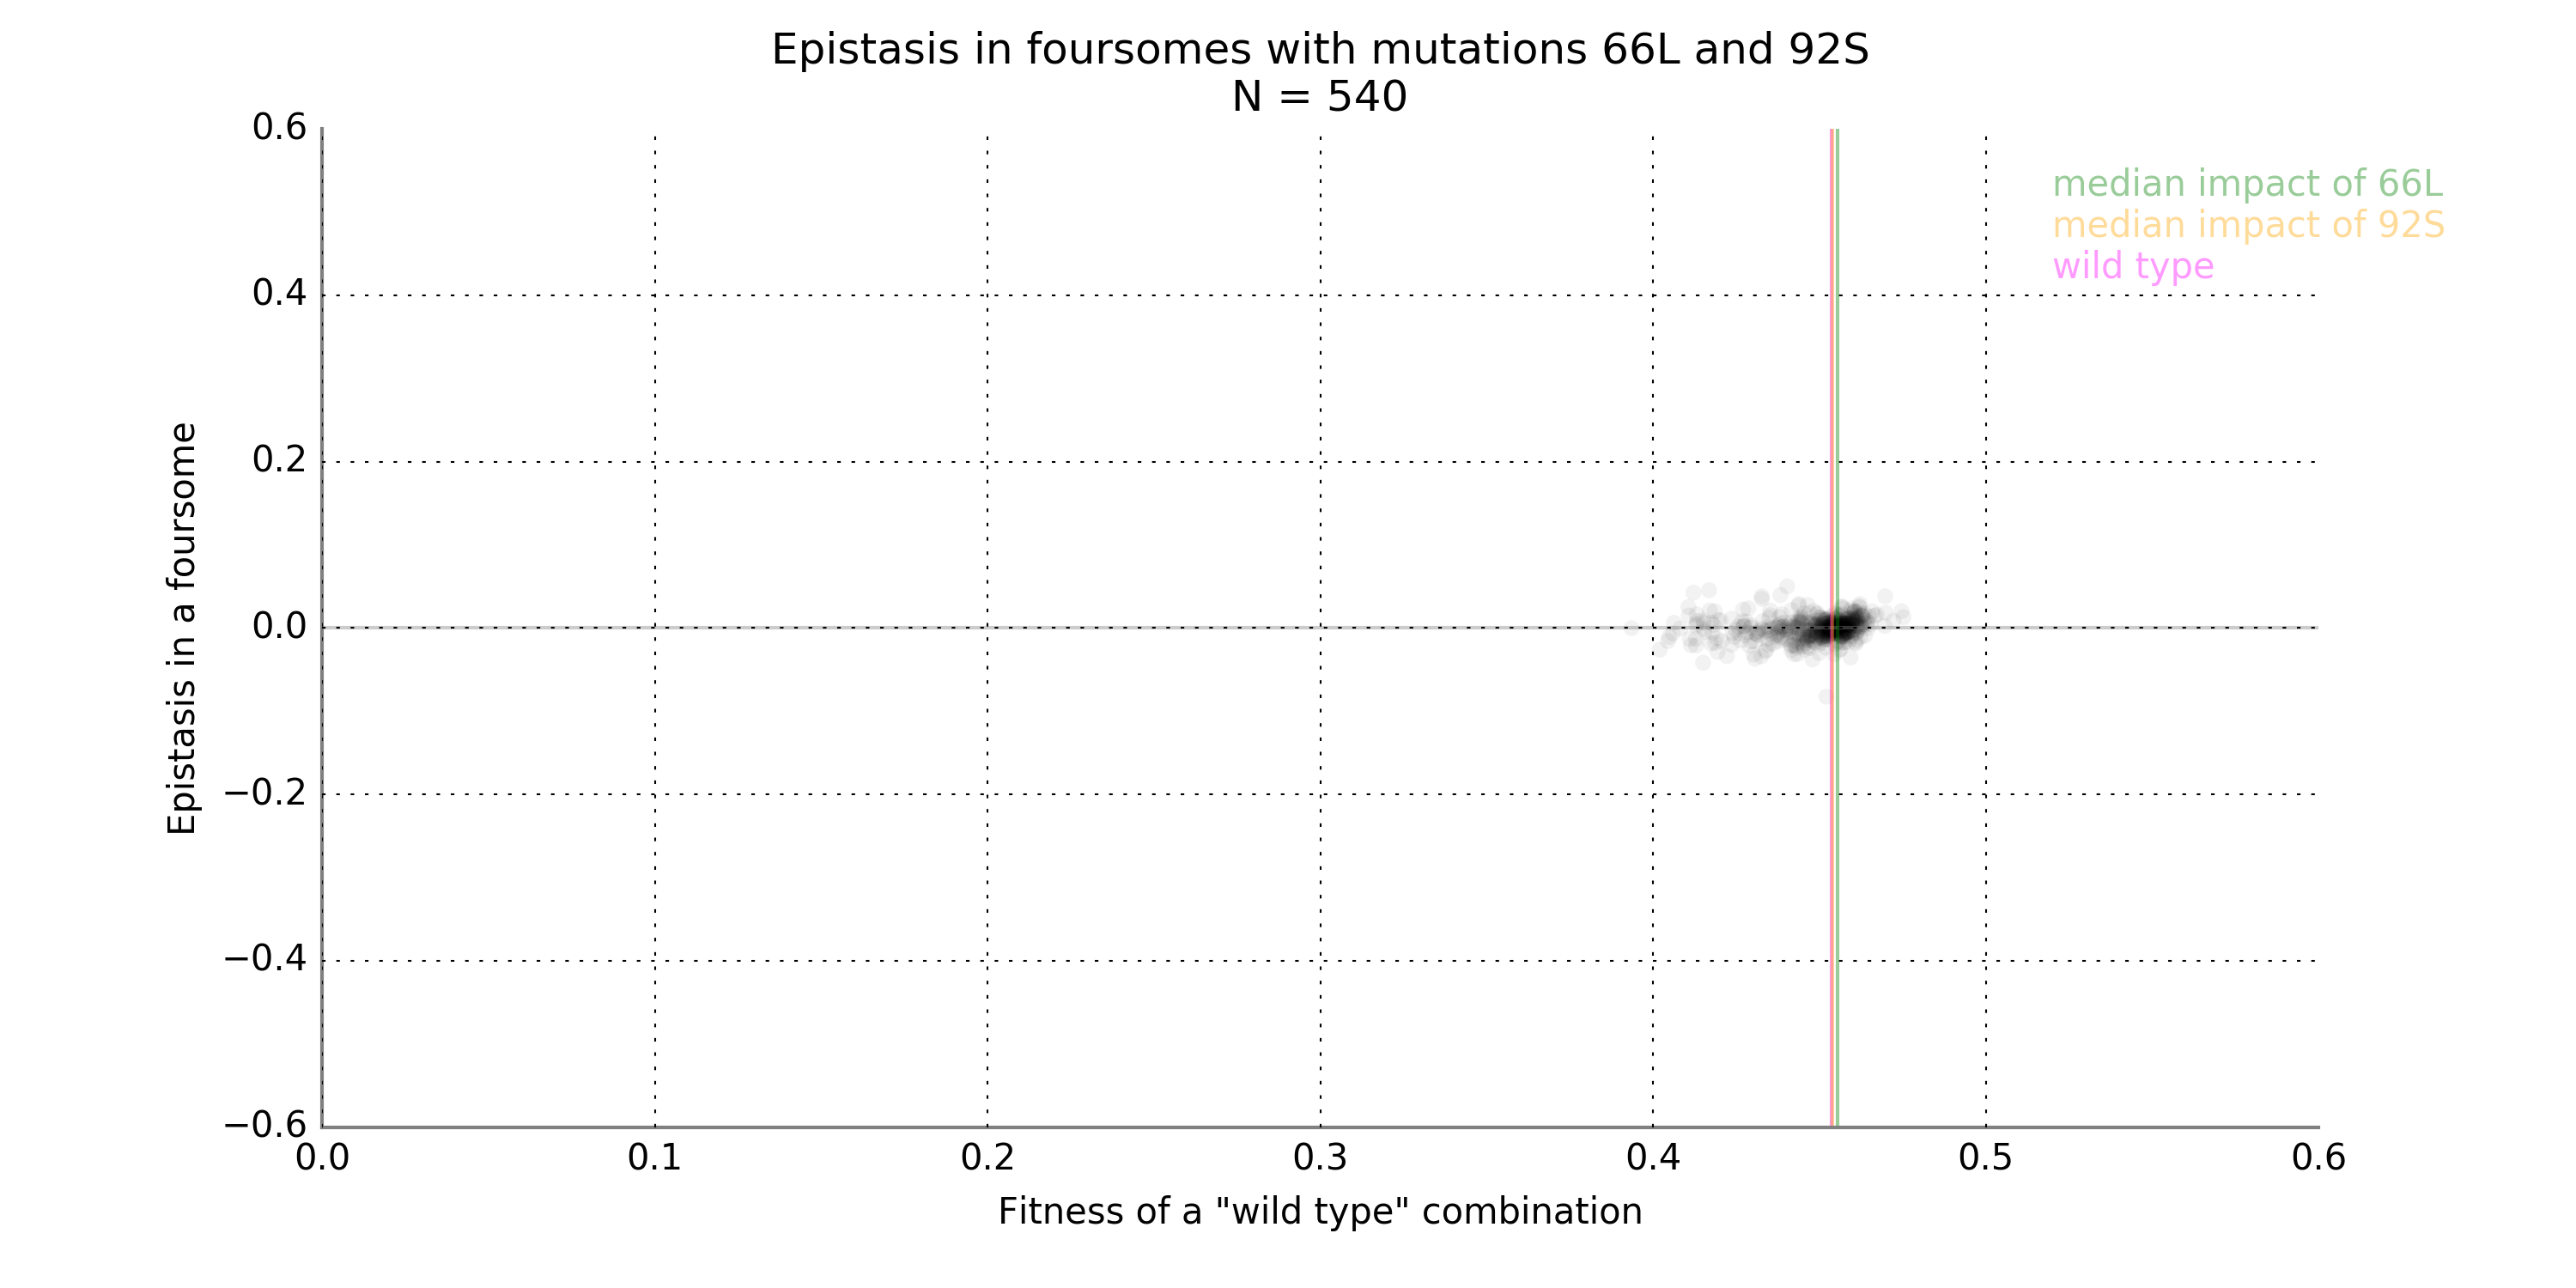 Epistasis in foursomes with mutations 66L and 92S
N = 540
median impact of 66L
median impact of 92S
wild type
0.6
0.4
0.2
0.0
−0.2
−0.4
−0.6
Epistasis in a foursome
0.0 0.1 0.2 0.3 0.4 0.5 0.6
Fitness of a "wild type" combination